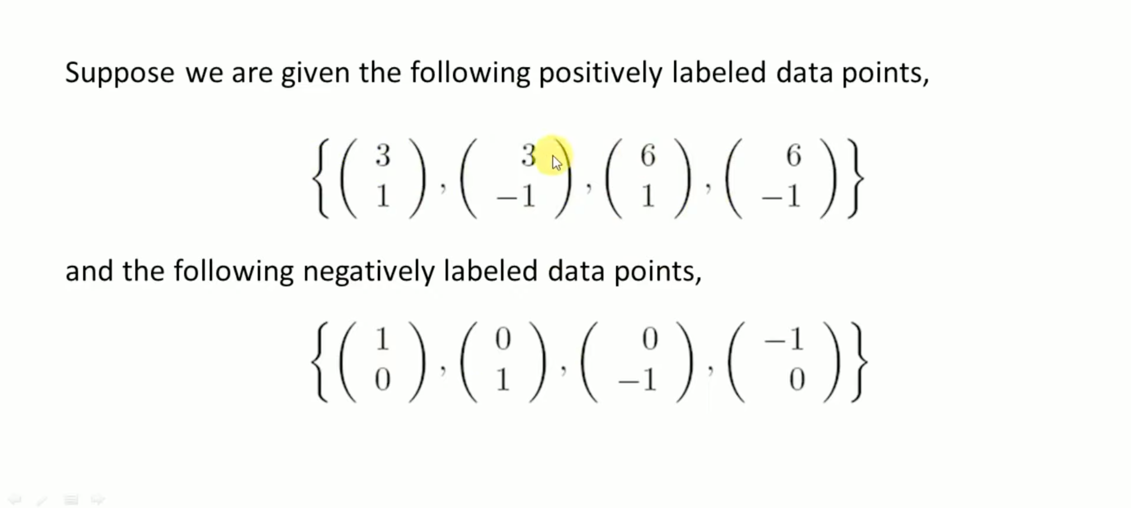 Suppose we are given the following positively labeled data points,
{( 3 1 ), ( 3 −1 ), ( 6 1 ), ( 6 −1 )}
and the following negatively labeled data points,
{( 1 0 ), ( 0 1 ), ( 0 −1 ), ( −1 0 )}